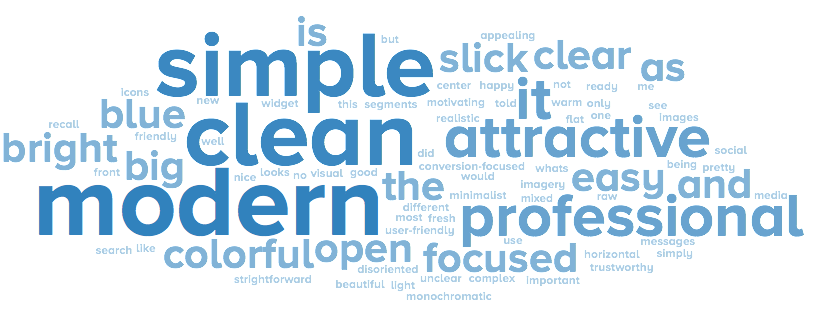 is
but
appealing
simple
slick
clear
as
icons
new
widget
this
segments
center
happy
motivating
told
it
not
ready
me
warm
only
see
blue
clean
realistic
flat
one
images
recall
friendly
well
attractive
bright
big
did
social
front
nice
looks
no
visual
good
conversion-focused
would
whats
being
pretty
modern
the
minimalist
imagery
mixed
easy
raw
and
media
different
most
fresh
user-friendly
professional
search
like
colorful
open
use
focused
messages
horizontal
simply
disoriented
trustworthy
strightforward
beautiful
light
unclear
complex
important
monochromatic